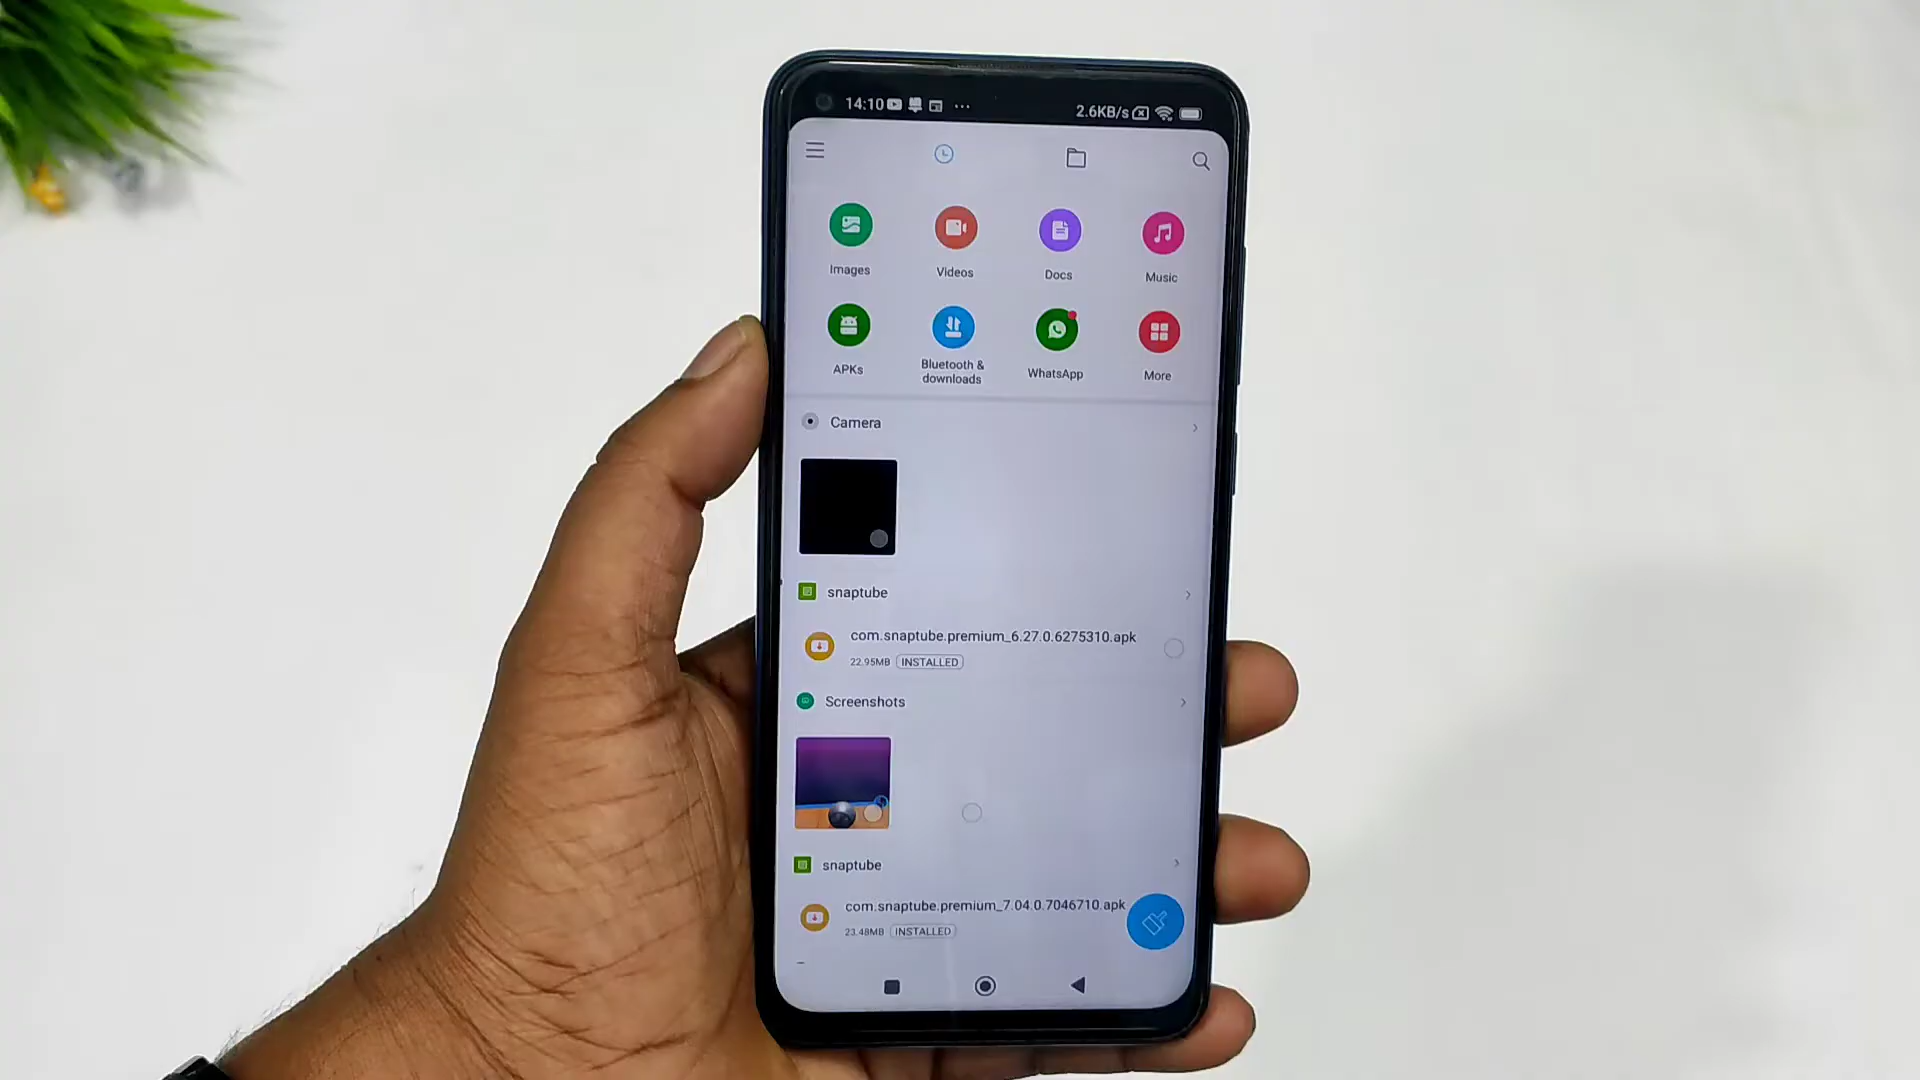 14:10
2.6KB/s
Images
Videos
Docs
Music
APKs
Bluetooth &
downloads
WhatsApp
More
Camera
snaptube
com.snaptube.premium_6.27.0.6275310.apk
22.95MB INSTALLED
Screenshots
snaptube
com.snaptube.premium_7.04.0.7046710.apk
23.48MB INSTALLED